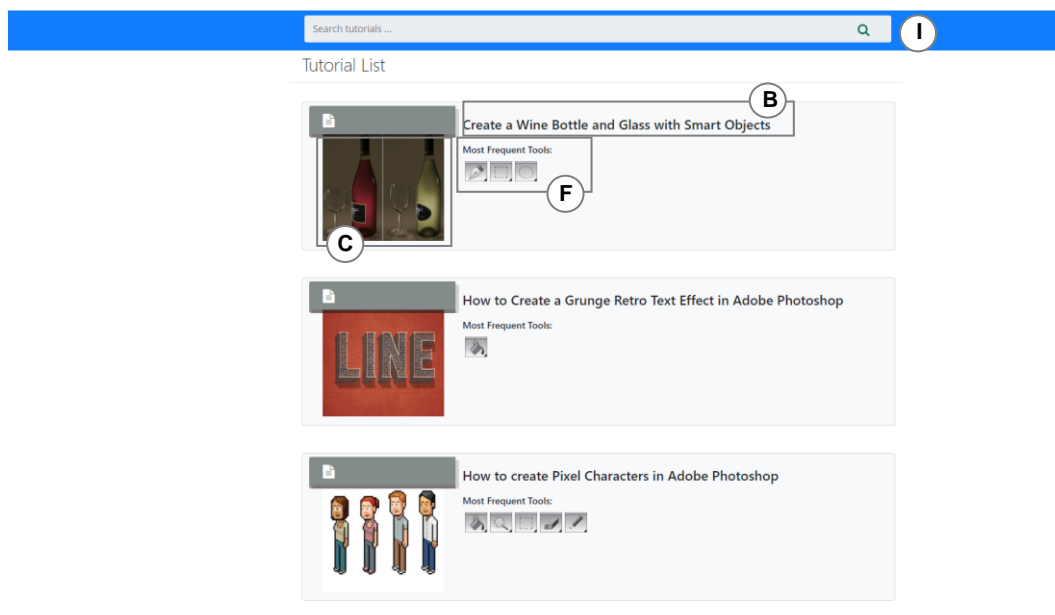 Search tutorials ...
I
Tutorial List
B
Create a Wine Bottle and Glass with Smart Objects
Most Frequent Tools:
F
C
How to Create a Grunge Retro Text Effect in Adobe Photoshop
Most Frequent Tools:
LINE
How to create Pixel Characters in Adobe Photoshop
Most Frequent Tools: